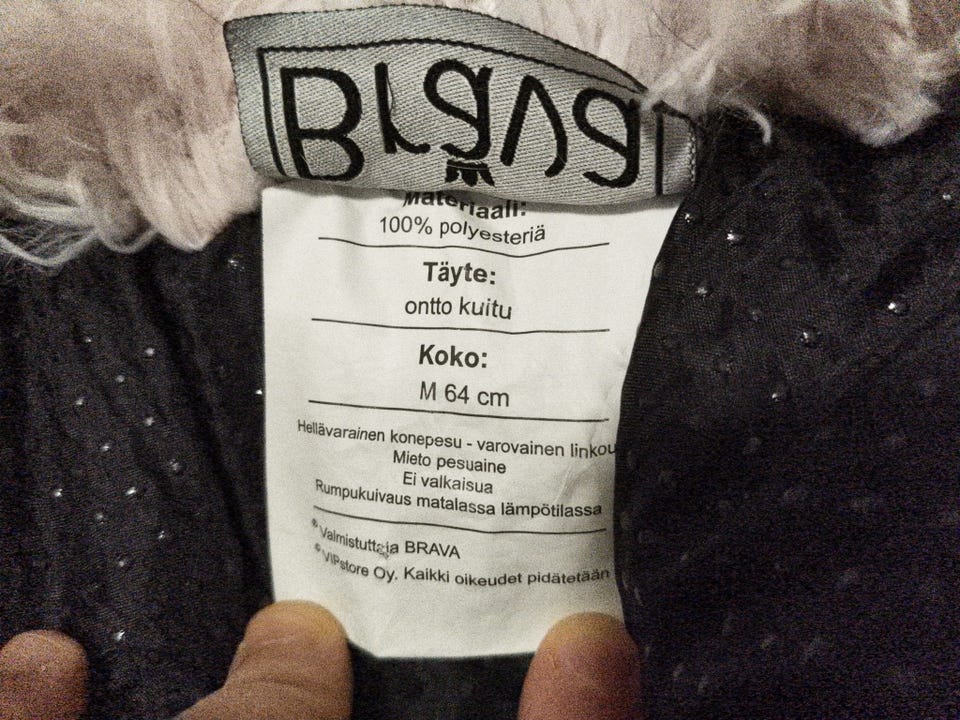 Brava
Materiaali:
100% polyesteriä
Täyte:
ontto kuitu
Koko:
M 64 cm
Hellävarainen konepesu - varovainen linkou
Mieto pesuaine
Ei valkaisua
Rumpukuivaus matalassa lämpötilassa
®Valmistuttaja BRAVA
©VIPstore Oy. Kaikki oikeudet pidätetään